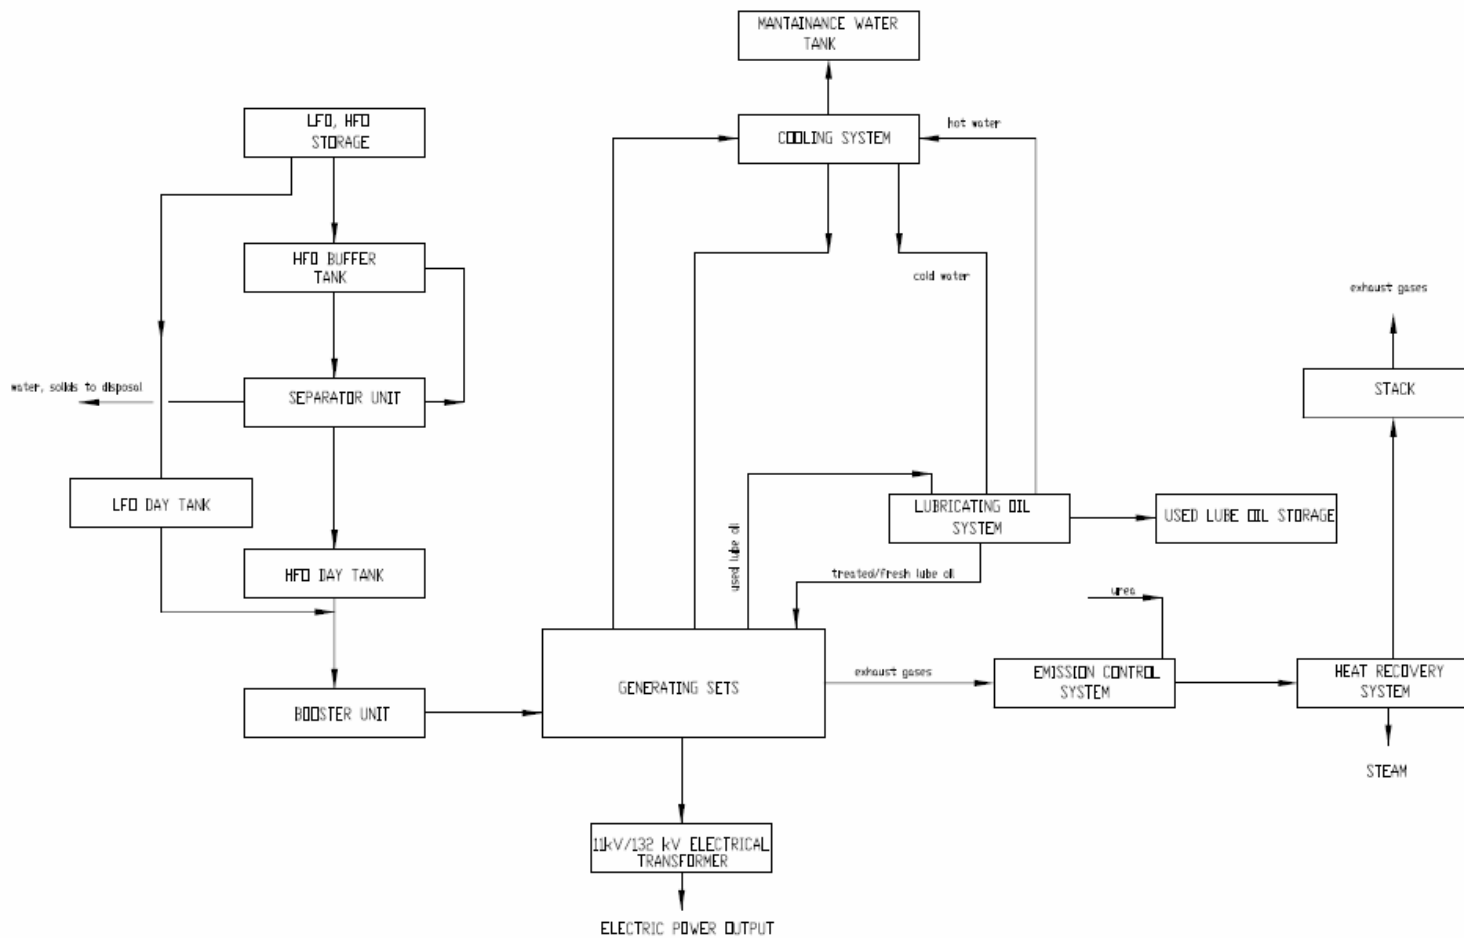 MANTAINANCE WATER
TANK
LFO, HFO
STORAGE
hot water
COOLING SYSTEM
HFO BUFFER
TANK
cold water
exhaust gases
water, solids to disposal
SEPARATOR UNIT
STACK
LFO DAY TANK
LUBRICATING OIL
SYSTEM
USED LUBE OIL STORAGE
used lube oil
HFO DAY TANK
treated/fresh lube oil
urea
GENERATING SETS
exhaust gases
EMISSION CONTROL
SYSTEM
HEAT RECOVERY
SYSTEM
BOOSTER UNIT
STEAM
11kV/132 kV ELECTRICAL
TRANSFORMER
ELECTRIC POWER OUTPUT